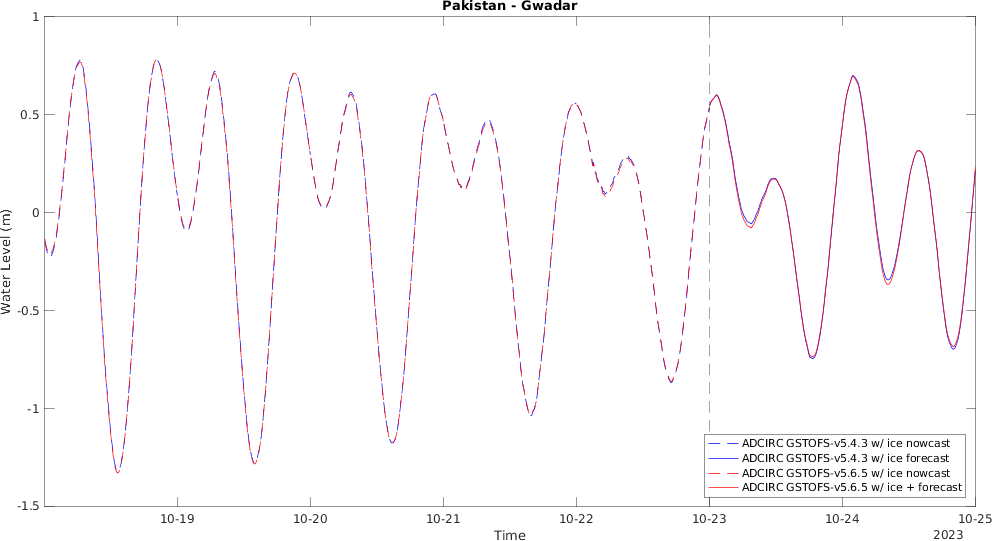 Pakistan - Gwadar
1
0.5
0
-0.5
-1
-1.5
Water Level (m)
10-19
10-20
10-21
10-22
10-23
10-24
10-25
Time
2023
ADCIRC GSTOFS-v5.4.3 w/ ice nowcast
ADCIRC GSTOFS-v5.4.3 w/ ice forecast
ADCIRC GSTOFS-v5.6.5 w/ ice nowcast
ADCIRC GSTOFS-v5.6.5 w/ ice + forecast